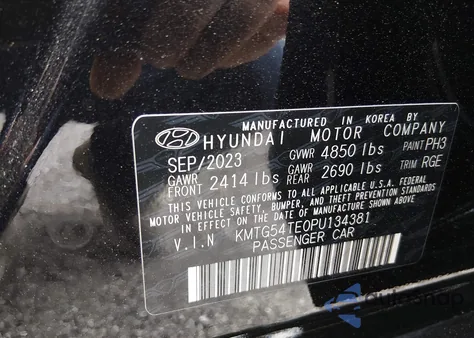 MANUFACTURED IN KOREA BY
HYUNDAI MOTOR COMPANY
SEP/2023 GVWR 4850 lbs PAINT PH3
GAWR FRONT 2414 lbs GAWR REAR 2690 lbs TRIM RGE
THIS VEHICLE CONFORMS TO ALL APPLICABLE U.S.A. FEDERAL
MOTOR VEHICLE SAFETY, BUMPER, AND THEFT PREVENTION STANDARDS
IN EFFECT ON THE DATE OF MANUFACTURE SHOWN ABOVE.
V.I.N KMTG54TE0PU134381
PASSENGER CAR
autosnap